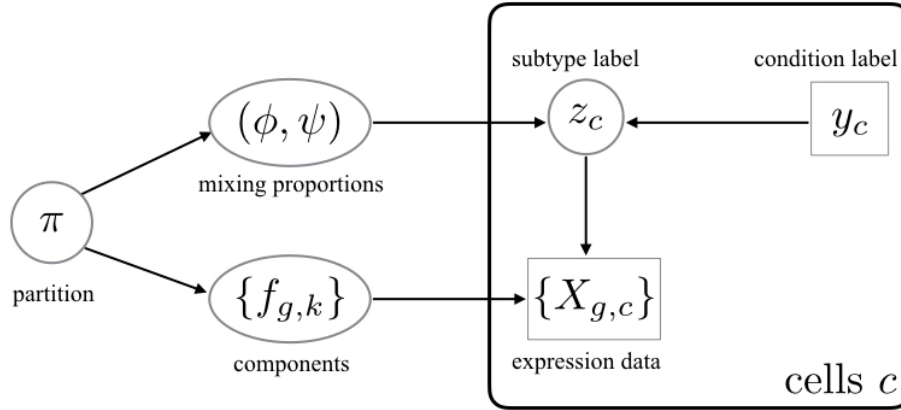 subtype label
condition label
(ϕ, ψ)
z_c
y_c
mixing proportions
π
partition
{f_{g,k}}
{X_{g,c}}
components
expression data
cells c